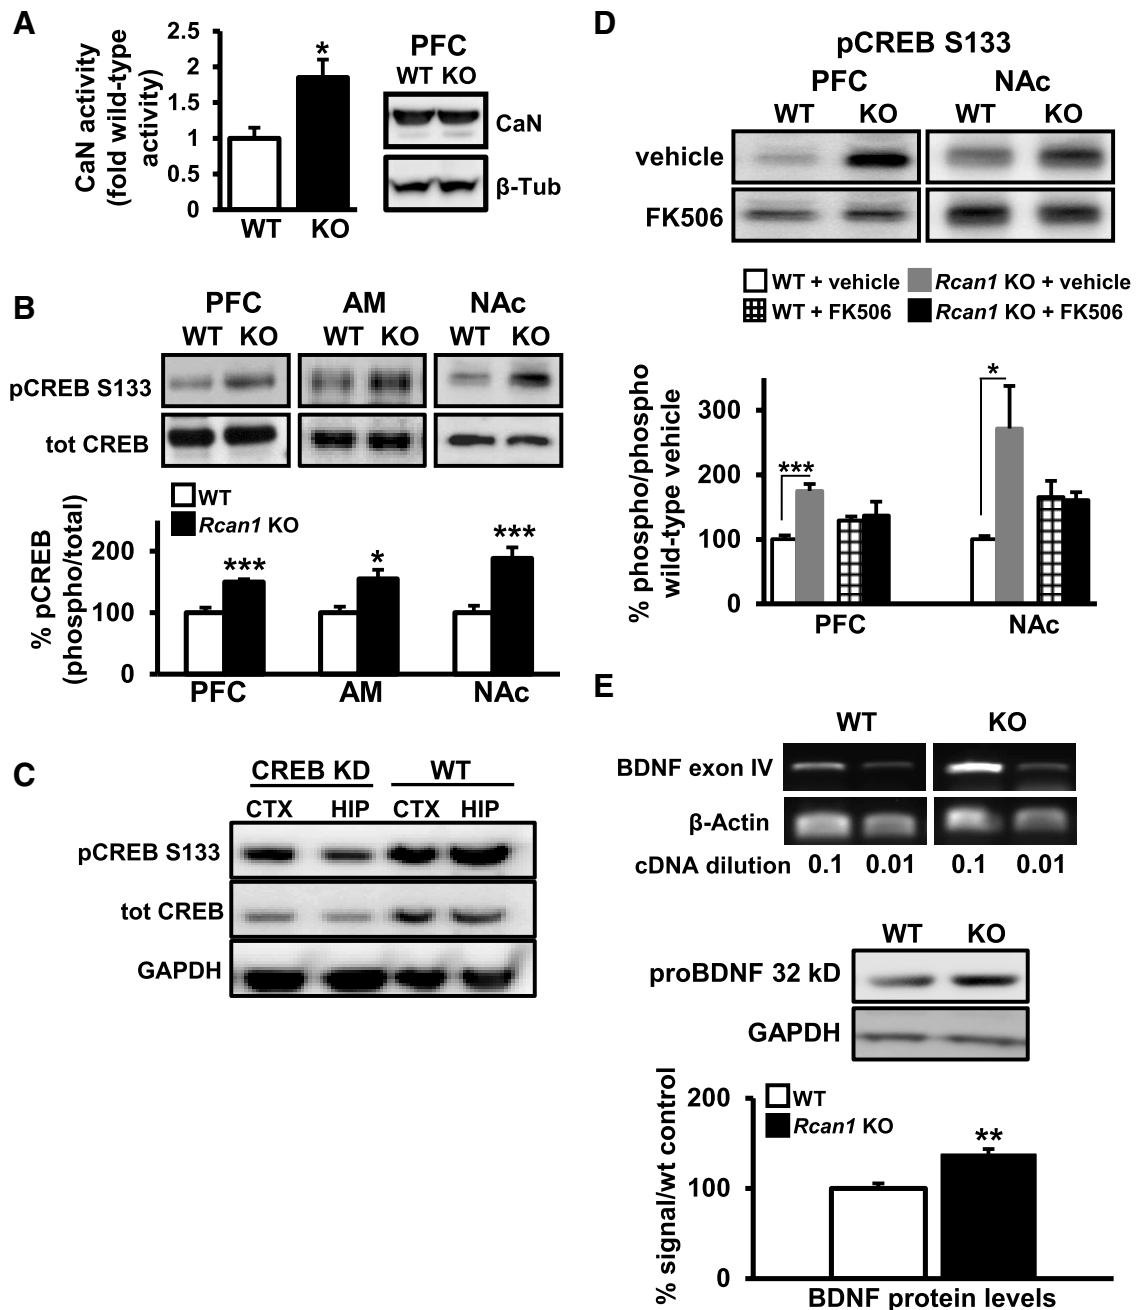 A
CaN activity
(fold wild-type
activity)
2.5
2
1.5
1
0.5
0
*
WT KO
PFC
WT KO
CaN
β-Tub
B
PFC AM NAc
WT KO WT KO WT KO
pCREB S133
tot CREB
WT
Rcan1 KO
% pCREB
(phospho/total)
200
100
0
*** * ***
PFC AM NAc
C
CREB KD WT
CTX HIP CTX HIP
pCREB S133
tot CREB
GAPDH
D
pCREB S133
PFC NAc
WT KO WT KO
vehicle
FK506
WT + vehicle Rcan1 KO + vehicle
WT + FK506 Rcan1 KO + FK506
% phospho/phospho
wild-type vehicle
300
200
100
0
*** *
PFC NAc
E
WT KO
BDNF exon IV
β-Actin
cDNA dilution 0.1 0.01 0.1 0.01
WT KO
proBDNF 32 kD
GAPDH
% signal/wt control
200
100
0
WT
Rcan1 KO
**
BDNF protein levels